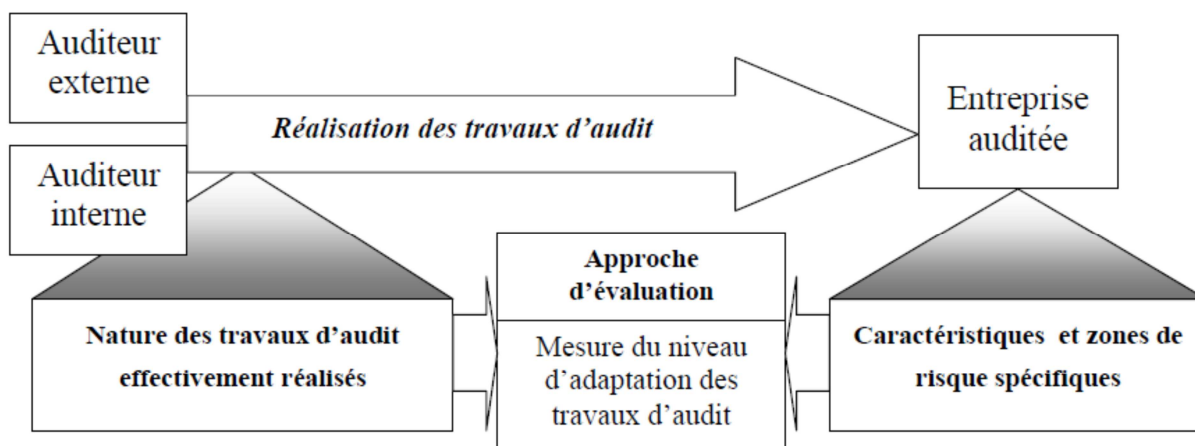 Auditeur
externe
Réalisation des travaux d’audit
Entreprise
auditée
Auditeur
interne
Approche
d’évaluation
Nature des travaux d’audit
effectivement réalisés
Mesure du niveau
d’adaptation des
travaux d’audit
Caractéristiques et zones de
risque spécifiques